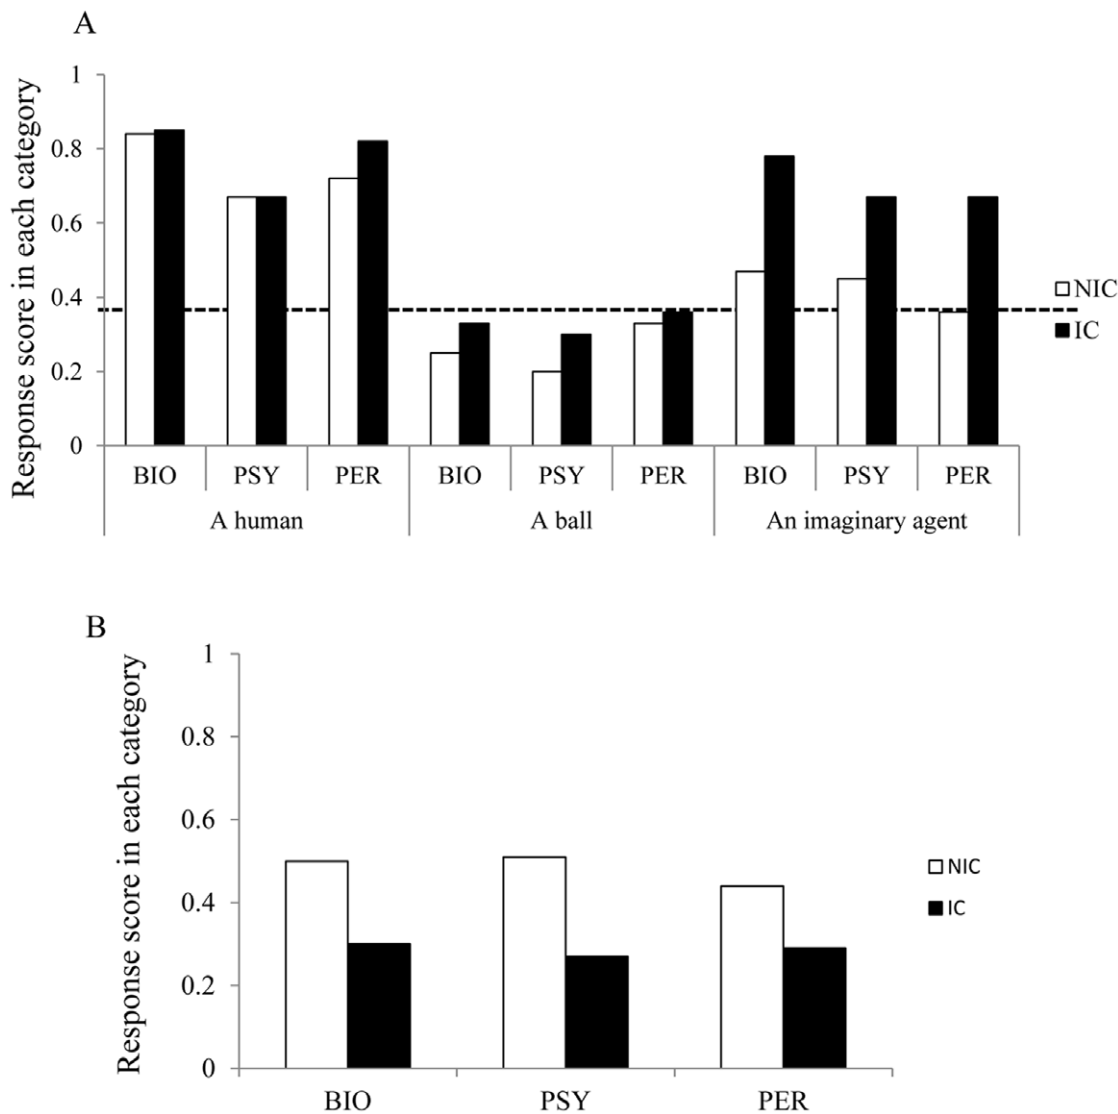 A
Response score in each category
1
0.8
0.6
0.4
0.2
0
BIO PSY PER BIO PSY PER BIO PSY PER
A human A ball An imaginary agent
NIC
IC
B
Response score in each category
1
0.8
0.6
0.4
0.2
0
BIO PSY PER
NIC
IC